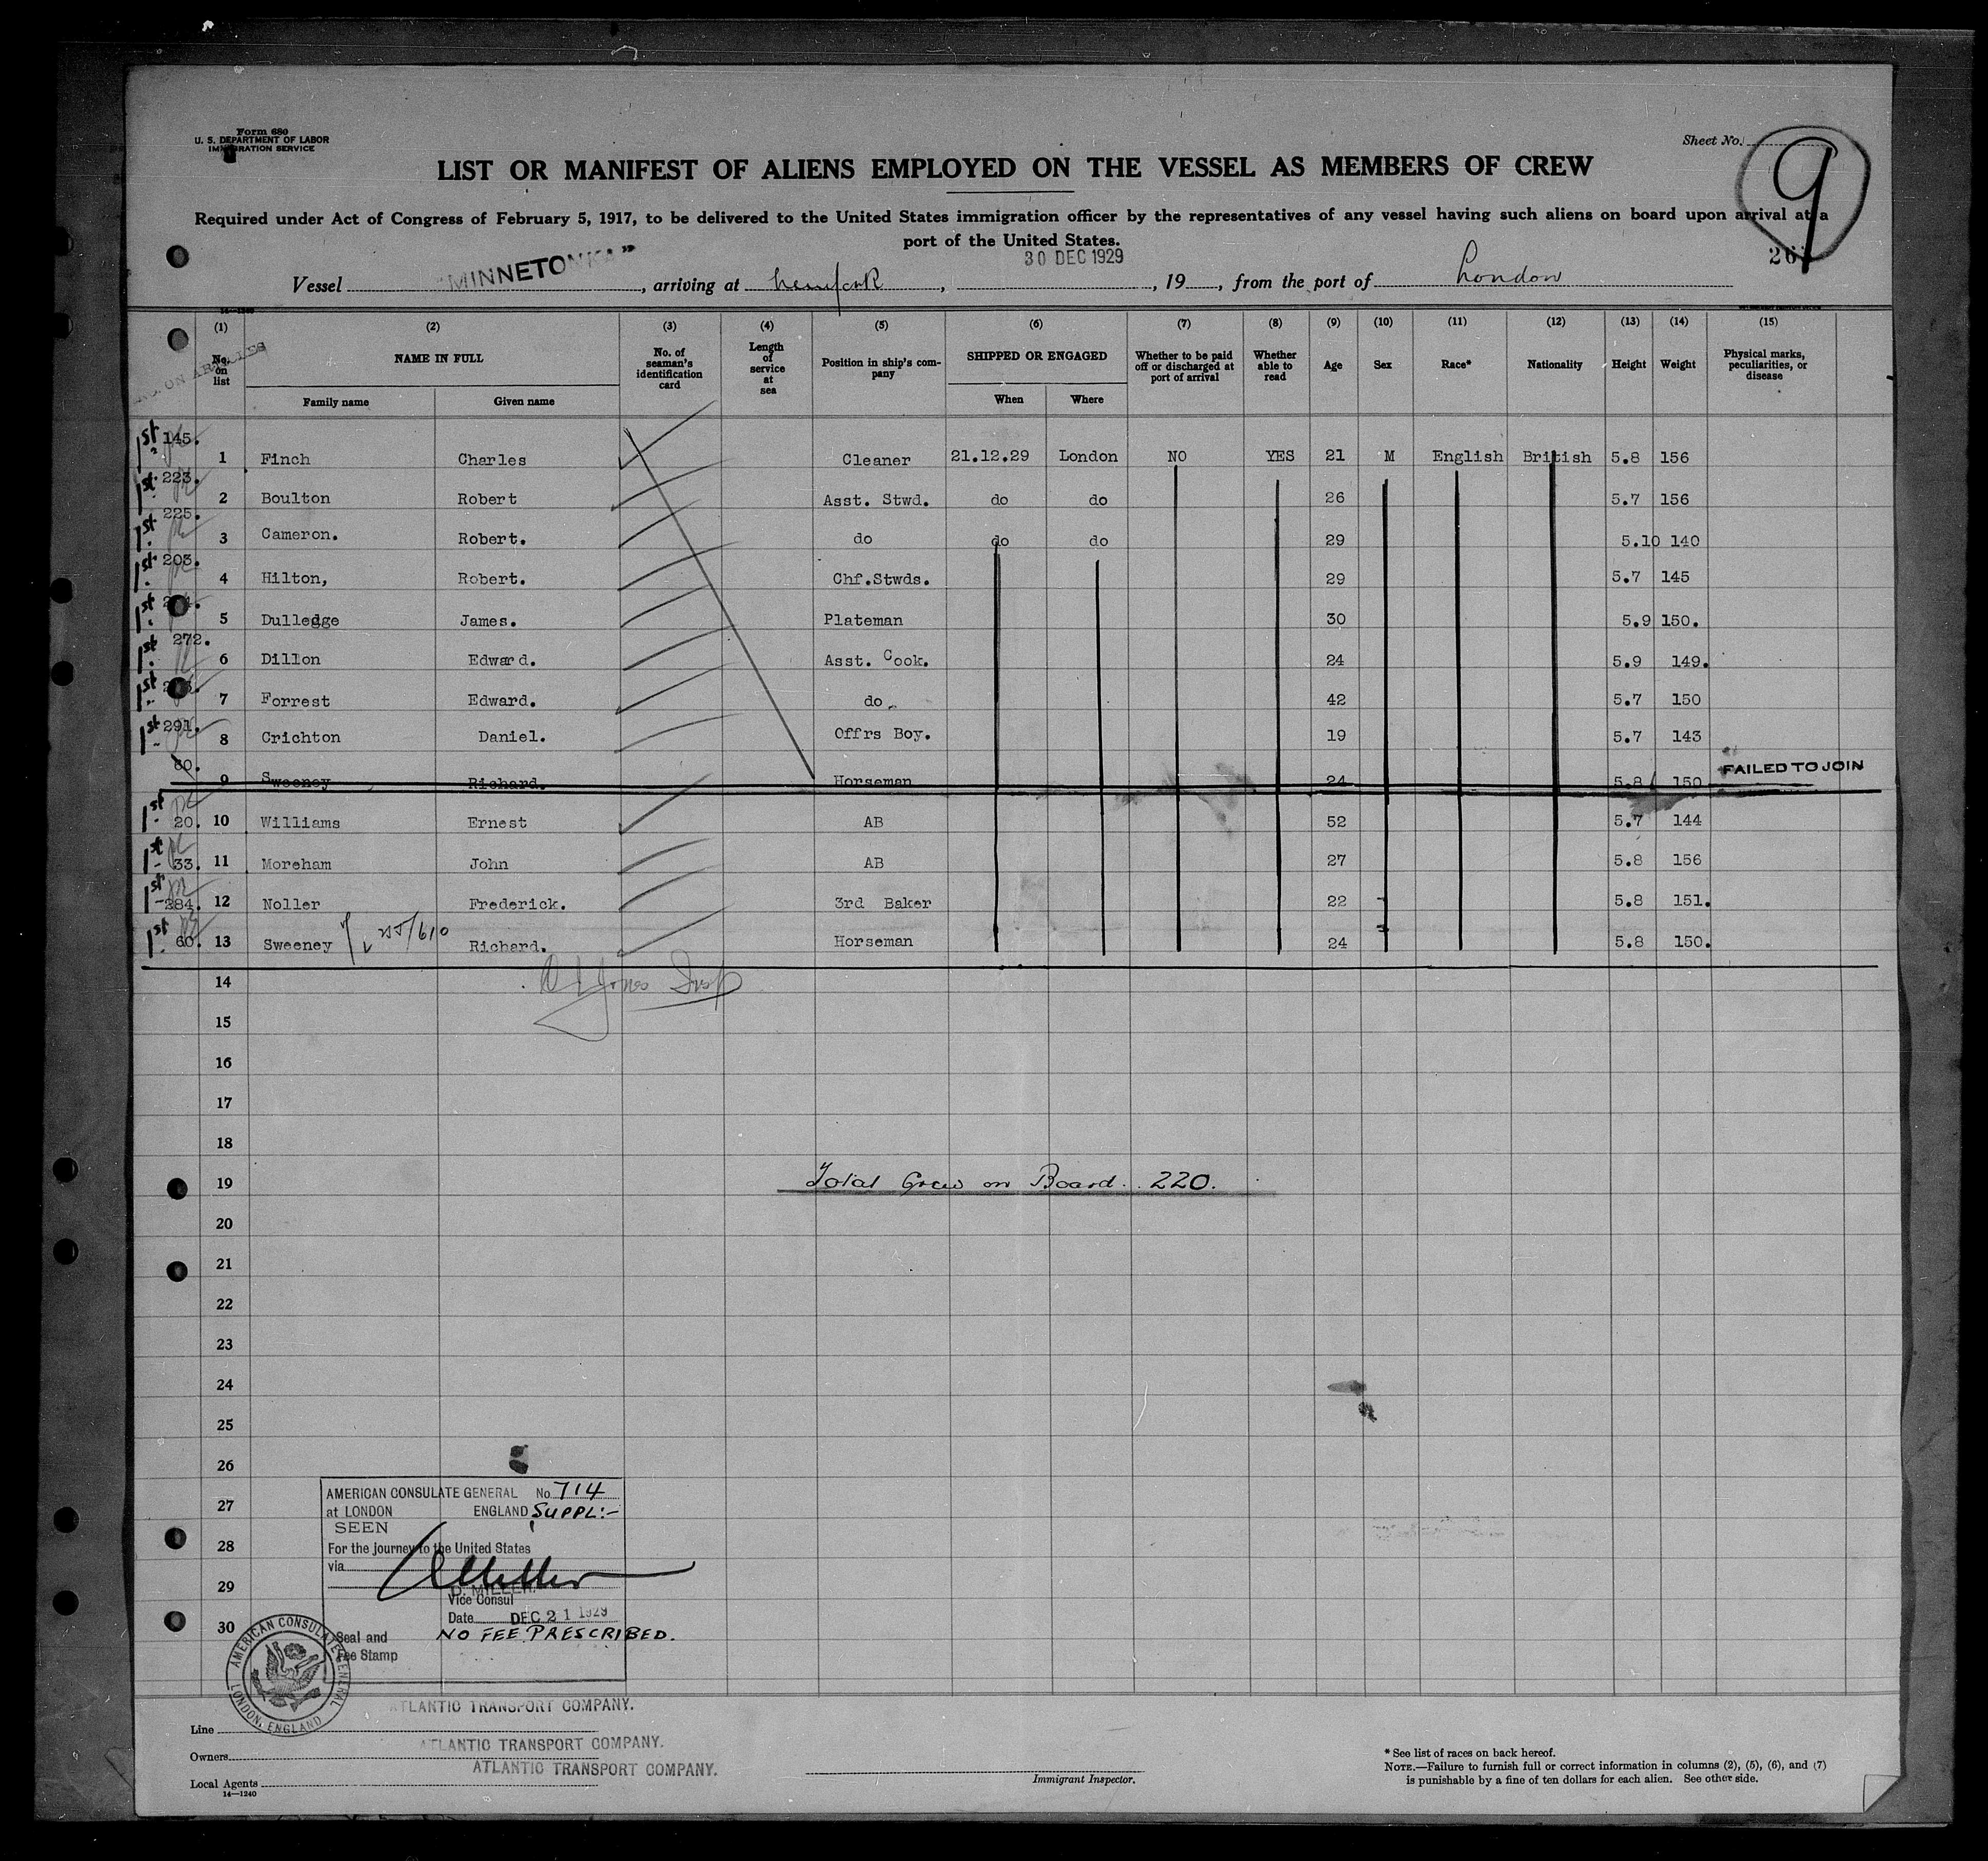 Form 680
U. S. DEPARTMENT OF LABOR
IMMIGRATION SERVICE
Sheet No. 9
LIST OR MANIFEST OF ALIENS EMPLOYED ON THE VESSEL AS MEMBERS OF CREW
Required under Act of Congress of February 5, 1917, to be delivered to the United States immigration officer by the representatives of any vessel having such aliens on board upon arrival at a
port of the United States.
30 DEC 1929
Vessel "MINNETONKA", arriving at New York, , 19 , from the port of London
(1) (2) (3) (4) (5) (6) (7) (8) (9) (10) (11) (12) (13) (14) (15)
No. on list NAME IN FULL No. of seaman's identification card Length of service at sea Position in ship's company SHIPPED OR ENGAGED Whether to be paid off or discharged at port of arrival Whether able to read Age Sex Race* Nationality Height Weight Physical marks, peculiarities, or disease
Family name Given name When Where
1st 145. 1 Finch Charles Cleaner 21.12.29 London NO YES 21 M English British 5.8 156
1st 223. 2 Boulton Robert Asst. Stwd. do do 26 5.7 156
1st 225. 3 Cameron. Robert. do do do 29 5.10 140
1st 203. 4 Hilton, Robert. Chf.Stwds. 29 5.7 145
1st 5 Dulledge James. Plateman 30 5.9 150.
1st 272. 6 Dillon Edward. Asst. Cook. 24 5.9 149.
1st 7 Forrest Edward. do. 42 5.7 150
1st 291. 8 Crichton Daniel. Offrs Boy. 19 5.7 143
60. 9 Sweeney Richard. Horseman 24 5.8 150 FAILED TO JOIN
1st 20. 10 Williams Ernest AB 52 5.7 144
1st 33. 11 Moreham John AB 27 5.8 156
1st 284. 12 Noller Frederick. 3rd Baker 22 5.8 151.
1st 60. 13 Sweeney Richard. Horseman 24 5.8 150.
14
15
16
17
18
19 Total Crew on Board. 220.
20
21
22
23
24
25
26
27
28
29
30
AMERICAN CONSULATE GENERAL No. 714
at LONDON ENGLAND SUPPL:-
SEEN
For the journey to the United States
via
D. MILLER
Vice Consul
Date DEC 21 1929
NO FEE PRESCRIBED.
Seal and
Fee Stamp
AMERICAN CONSULATE GENERAL
LONDON, ENGLAND
Line ATLANTIC TRANSPORT COMPANY.
Owners ATLANTIC TRANSPORT COMPANY.
Local Agents ATLANTIC TRANSPORT COMPANY.
14—1240
Immigrant Inspector.
* See list of races on back hereof.
NOTE.—Failure to furnish full or correct information in columns (2), (5), (6), and (7)
is punishable by a fine of ten dollars for each alien. See other side.